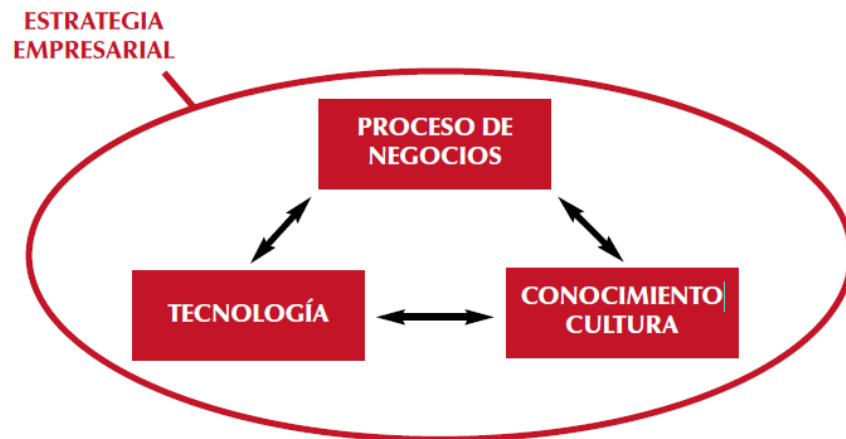 ESTRATEGIA
EMPRESARIAL
PROCESO DE
NEGOCIOS
TECNOLOGÍA
CONOCIMIENTO
CULTURA